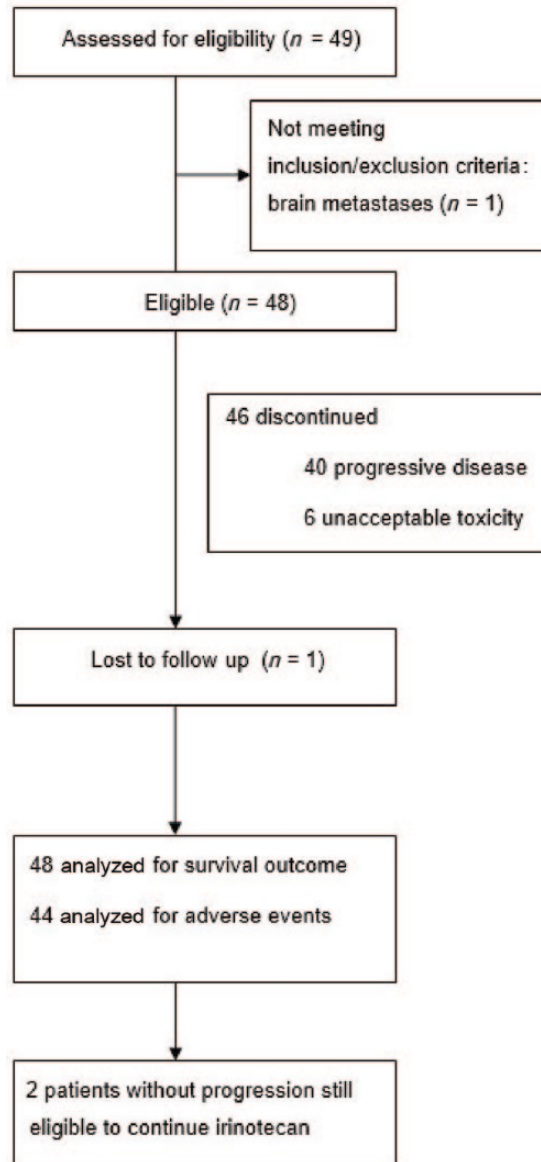 Assessed for eligibility (n = 49)
Not meeting
inclusion/exclusion criteria:
brain metastases (n = 1)
Eligible (n = 48)
46 discontinued
40 progressive disease
6 unacceptable toxicity
Lost to follow up (n = 1)
48 analyzed for survival outcome
44 analyzed for adverse events
2 patients without progression still
eligible to continue irinotecan